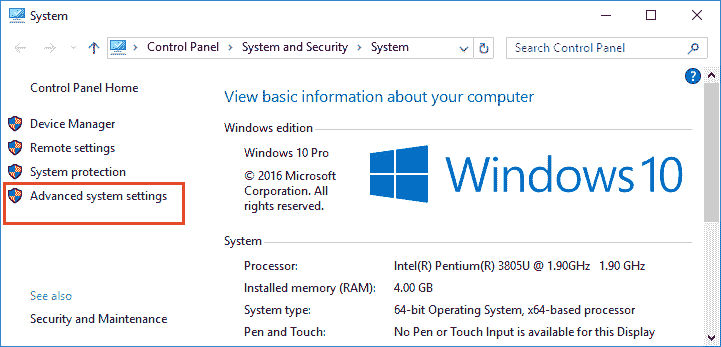 System
Control Panel > System and Security > System
Search Control Panel
?
Control Panel Home
Device Manager
Remote settings
System protection
Advanced system settings
See also
Security and Maintenance
View basic information about your computer
Windows edition
Windows 10 Pro
© 2016 Microsoft
Corporation. All
rights reserved.
Windows 10
System
Processor: Intel(R) Pentium(R) 3805U @ 1.90GHz 1.90 GHz
Installed memory (RAM): 4.00 GB
System type: 64-bit Operating System, x64-based processor
Pen and Touch: No Pen or Touch Input is available for this Display